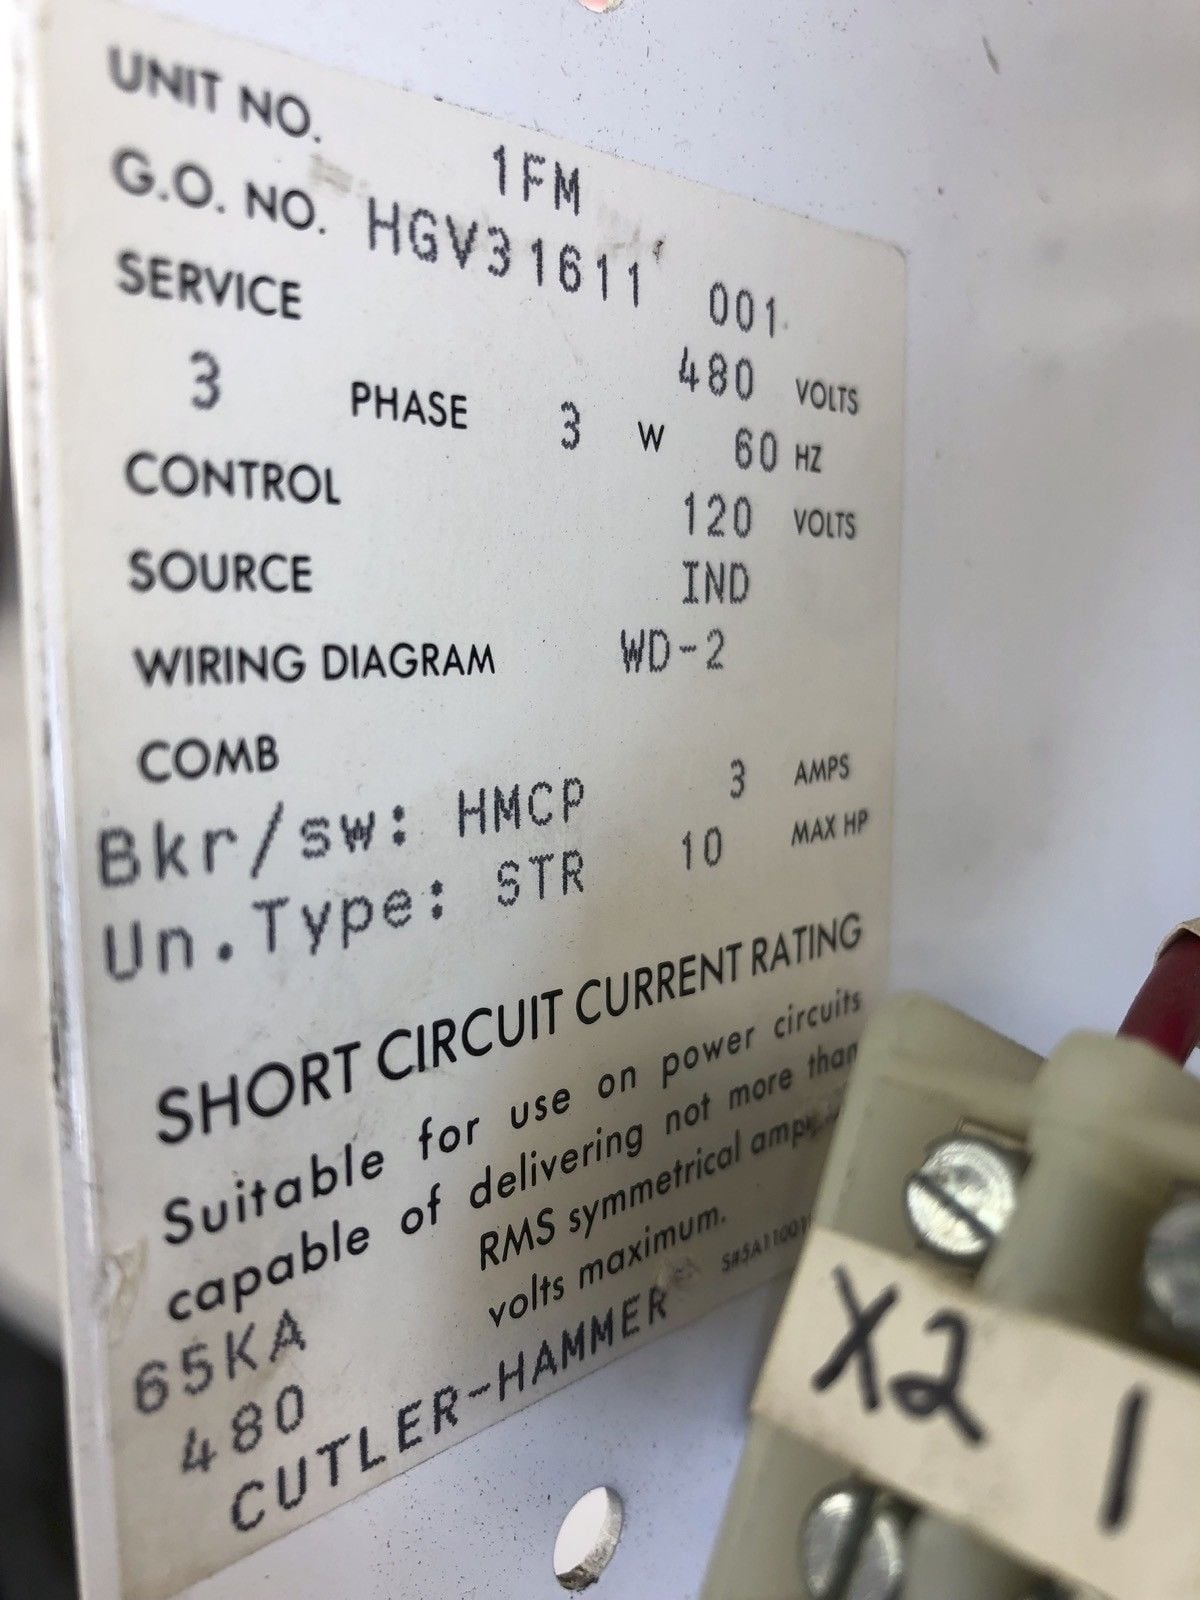 UNIT NO. 1FM
G.O. NO. HGV31611 001
SERVICE 480 VOLTS
3 PHASE 3 W 60 HZ
CONTROL 120 VOLTS
SOURCE IND
WIRING DIAGRAM WD-2
COMB
Bkr/sw: HMCP 3 AMPS
Un.Type: STR 10 MAX HP
SHORT CIRCUIT CURRENT RATING
Suitable for use on power circuits
capable of delivering not more than
65KA RMS symmetrical
480 volts maximum.
CUTLER-HAMMER
X2 1